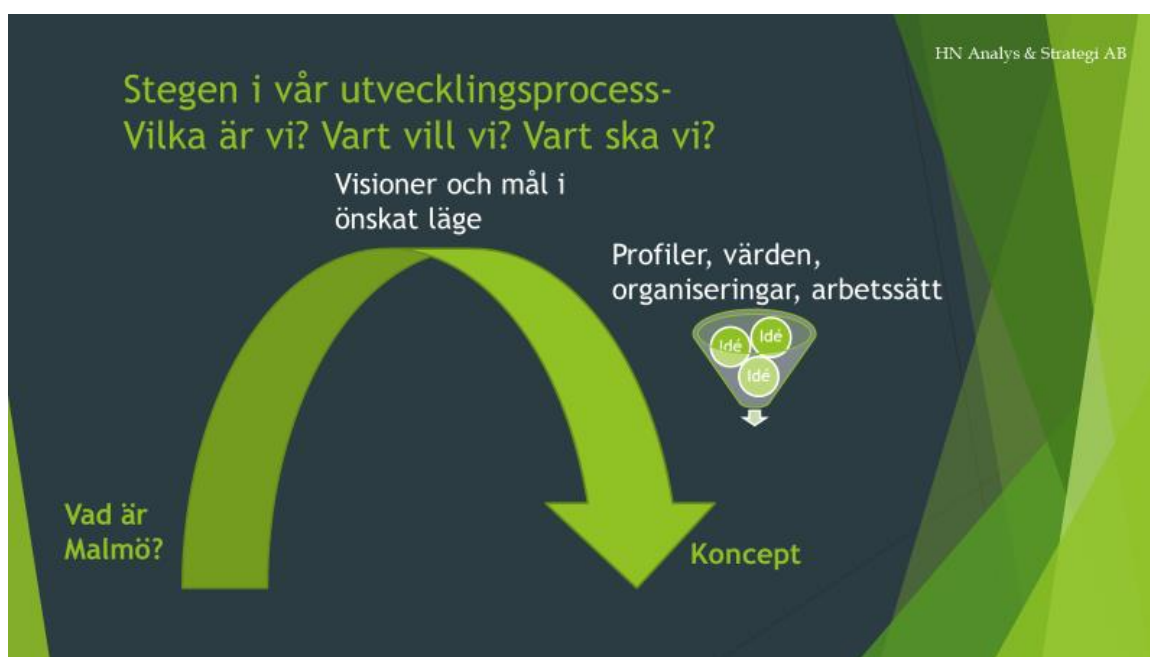 HN Analys & Strategi AB
Stegen i vår utvecklingsprocess-
Vilka är vi? Vart vill vi? Vart ska vi?
Visioner och mål i
önskat läge
Profiler, värden,
organiseringar, arbetssätt
Idé
Idé
Idé
Vad är
Malmö?
Koncept